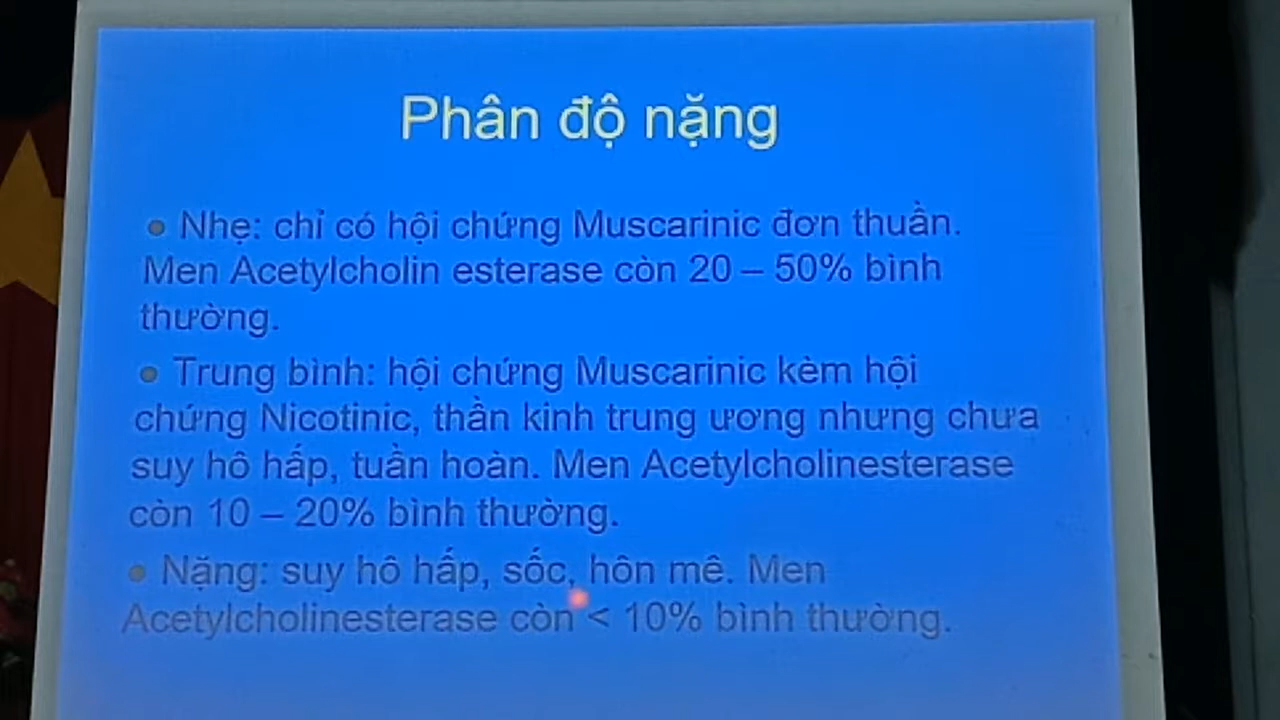 Phân độ nặng
• Nhẹ: chỉ có hội chứng Muscarinic đơn thuần.
Men Acetylcholin esterase còn 20 – 50% bình
thường.
• Trung bình: hội chứng Muscarinic kèm hội
chứng Nicotinic, thần kinh trung ương nhưng chưa
suy hô hấp, tuần hoàn. Men Acetylcholinesterase
còn 10 – 20% bình thường.
• Nặng: suy hô hấp, sốc, hôn mê. Men
Acetylcholinesterase còn < 10% bình thường.